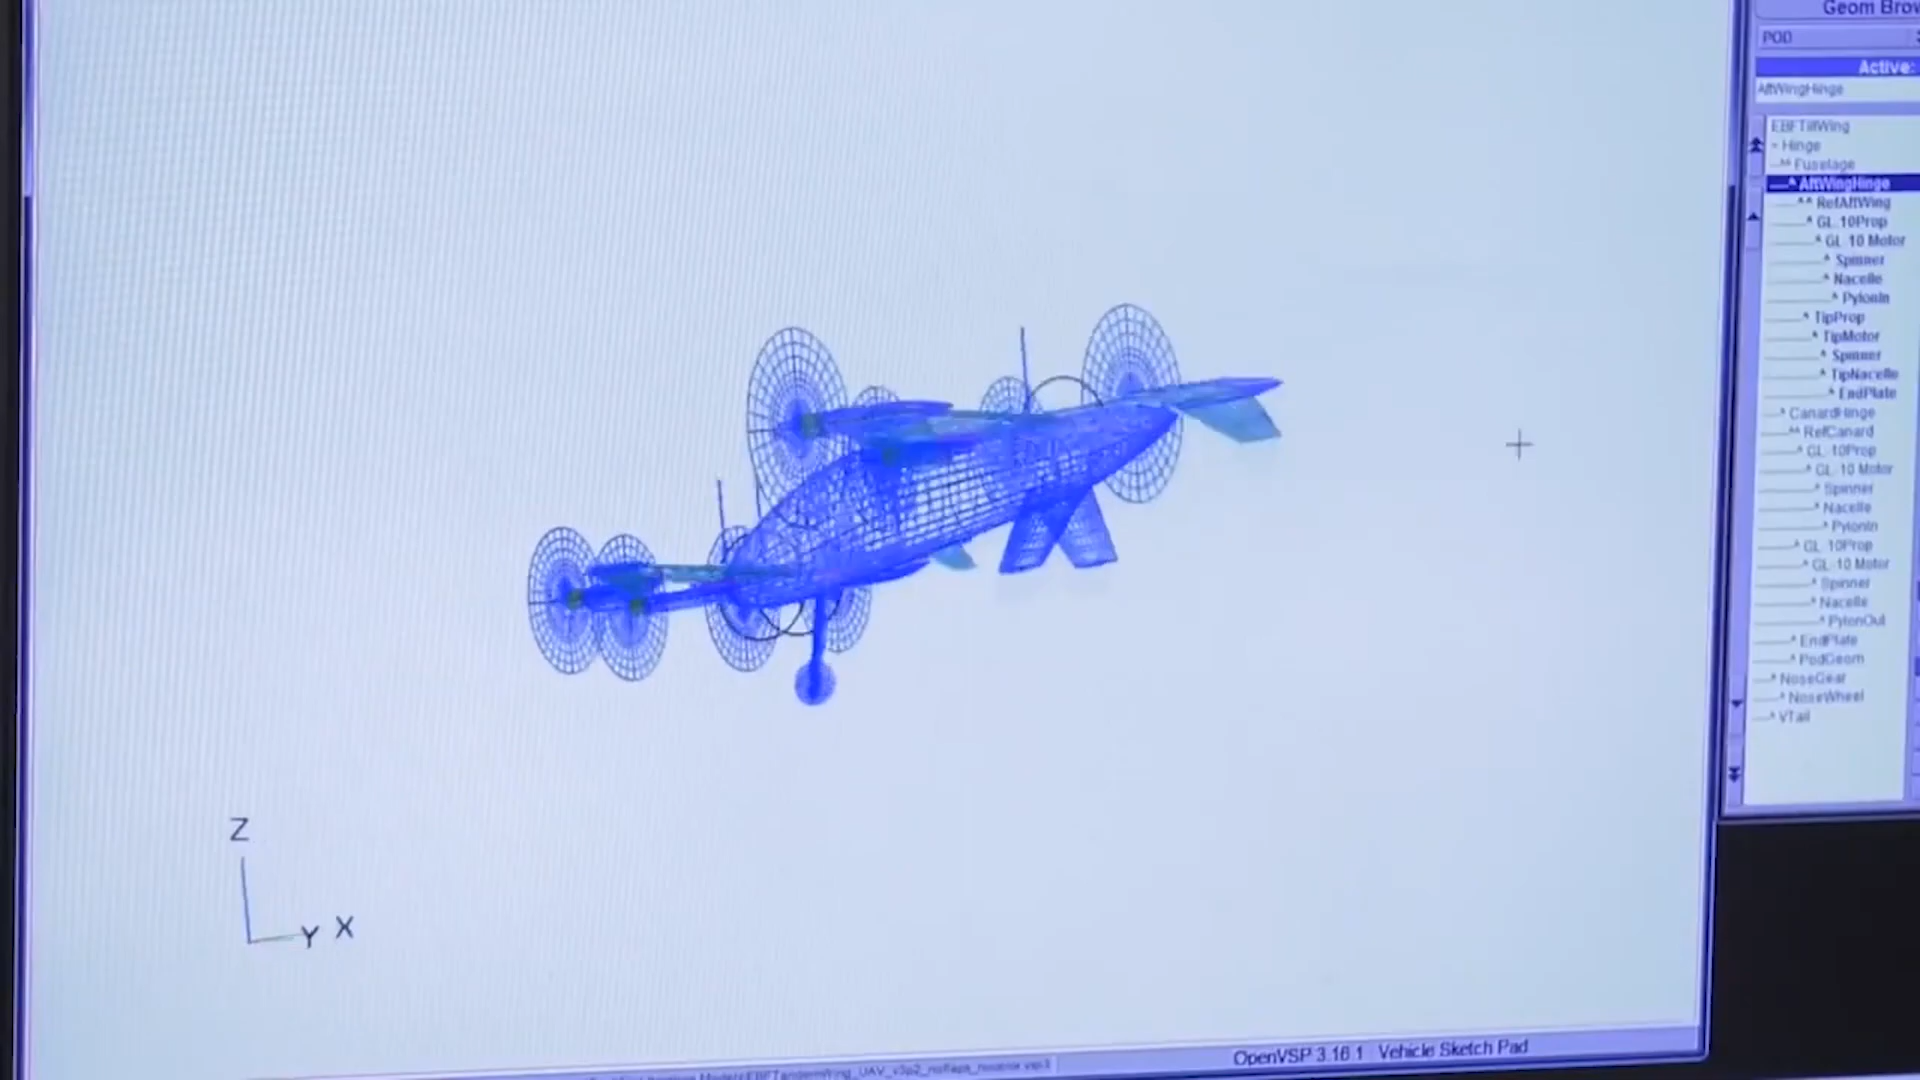 Geom Brow
POD
Active:
AftWingHinge
EBFTiltWing
Hinge
Fuselage
AftWingHinge
RefAftWing
GL 10Prop
GL 10 Motor
Spinner
Nacelle
PylonIn
TipProp
TipMotor
Spinner
TipNacelle
EndPlate
CanardHinge
RefCanard
GL 10Prop
GL 10 Motor
Spinner
Nacelle
PylonIn
GL 10Prop
GL-10 Motor
Spinner
Nacelle
PylonOut
EndPlate
PodGeom
NoseGear
NoseWheel
VTail
Z
Y X
OpenVSP 3.16.1 Vehicle Sketch Pad